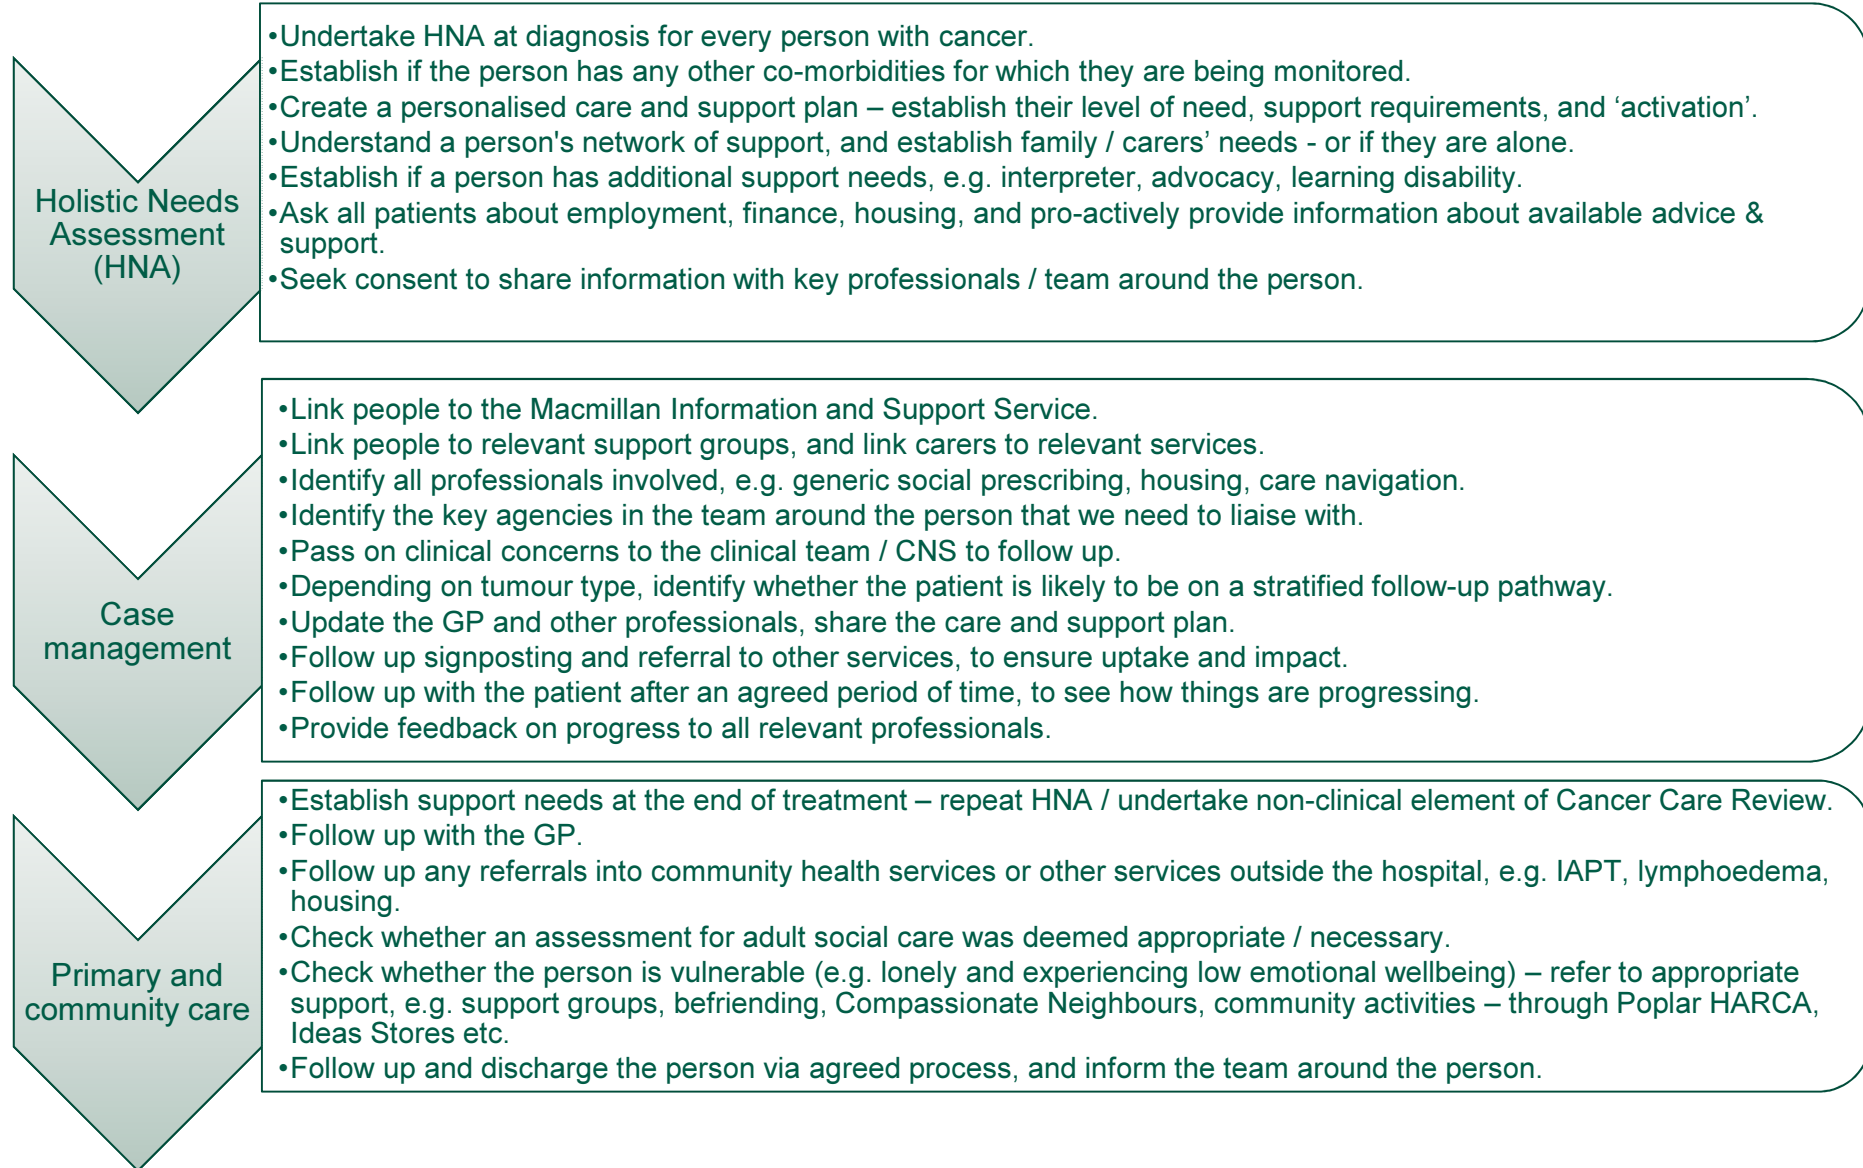 Holistic Needs
Assessment
(HNA)
•Undertake HNA at diagnosis for every person with cancer.
•Establish if the person has any other co-morbidities for which they are being monitored.
•Create a personalised care and support plan – establish their level of need, support requirements, and ‘activation’.
•Understand a person's network of support, and establish family / carers’ needs - or if they are alone.
•Establish if a person has additional support needs, e.g. interpreter, advocacy, learning disability.
•Ask all patients about employment, finance, housing, and pro-actively provide information about available advice &
support.
•Seek consent to share information with key professionals / team around the person.
Case
management
•Link people to the Macmillan Information and Support Service.
•Link people to relevant support groups, and link carers to relevant services.
•Identify all professionals involved, e.g. generic social prescribing, housing, care navigation.
•Identify the key agencies in the team around the person that we need to liaise with.
•Pass on clinical concerns to the clinical team / CNS to follow up.
•Depending on tumour type, identify whether the patient is likely to be on a stratified follow-up pathway.
•Update the GP and other professionals, share the care and support plan.
•Follow up signposting and referral to other services, to ensure uptake and impact.
•Follow up with the patient after an agreed period of time, to see how things are progressing.
•Provide feedback on progress to all relevant professionals.
Primary and
community care
•Establish support needs at the end of treatment – repeat HNA / undertake non-clinical element of Cancer Care Review.
•Follow up with the GP.
•Follow up any referrals into community health services or other services outside the hospital, e.g. IAPT, lymphoedema,
housing.
•Check whether an assessment for adult social care was deemed appropriate / necessary.
•Check whether the person is vulnerable (e.g. lonely and experiencing low emotional wellbeing) – refer to appropriate
support, e.g. support groups, befriending, Compassionate Neighbours, community activities – through Poplar HARCA,
Ideas Stores etc.
•Follow up and discharge the person via agreed process, and inform the team around the person.